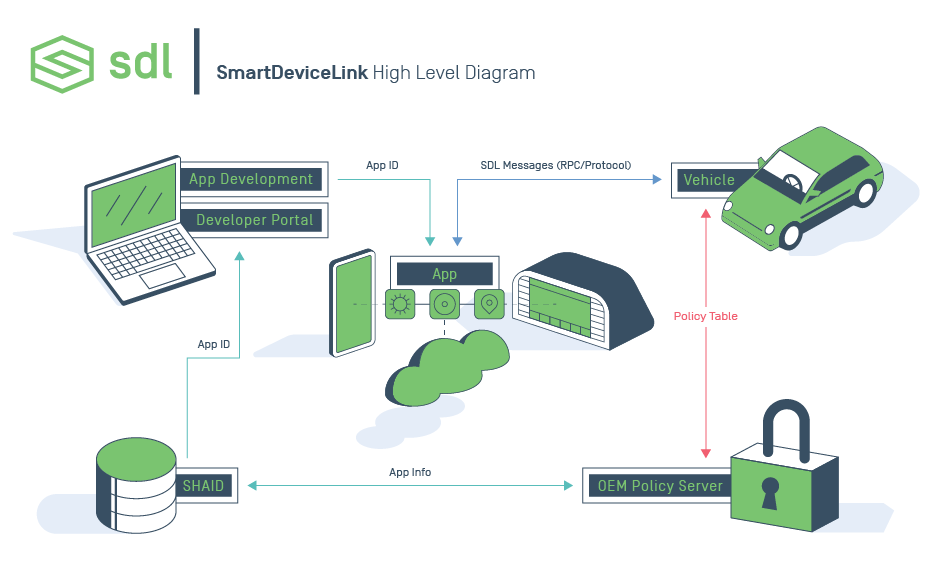 sdl
SmartDeviceLink High Level Diagram
App Development
Developer Portal
App ID
SDL Messages (RPC/Protocol)
Vehicle
App
Policy Table
App ID
SHAID
App Info
OEM Policy Server